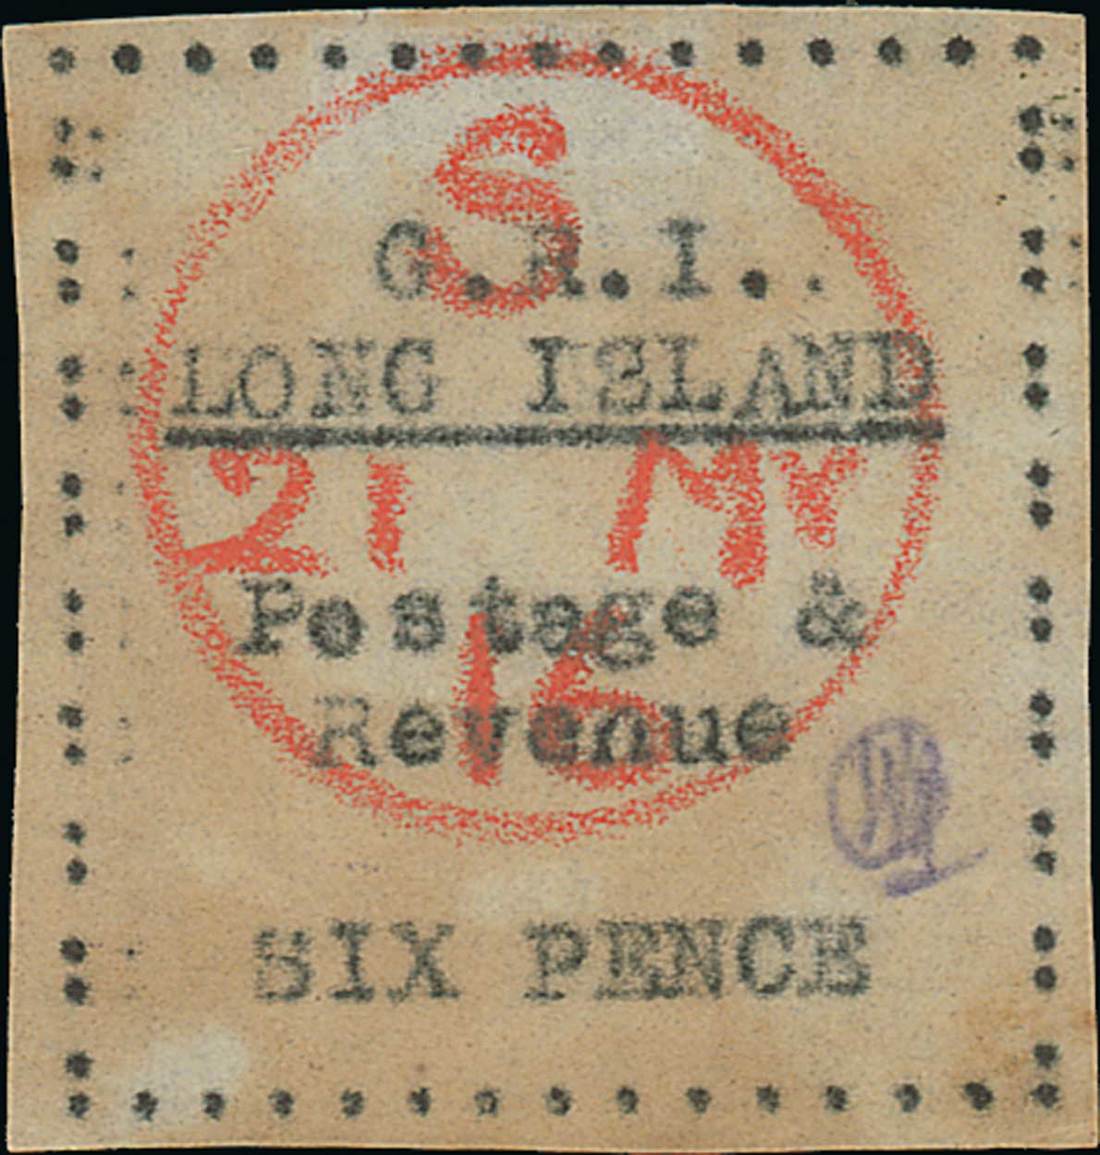 S
G.R.I..
LONG ISLAND
21 MY
Postage &
16
Revenue
SIX PENCE